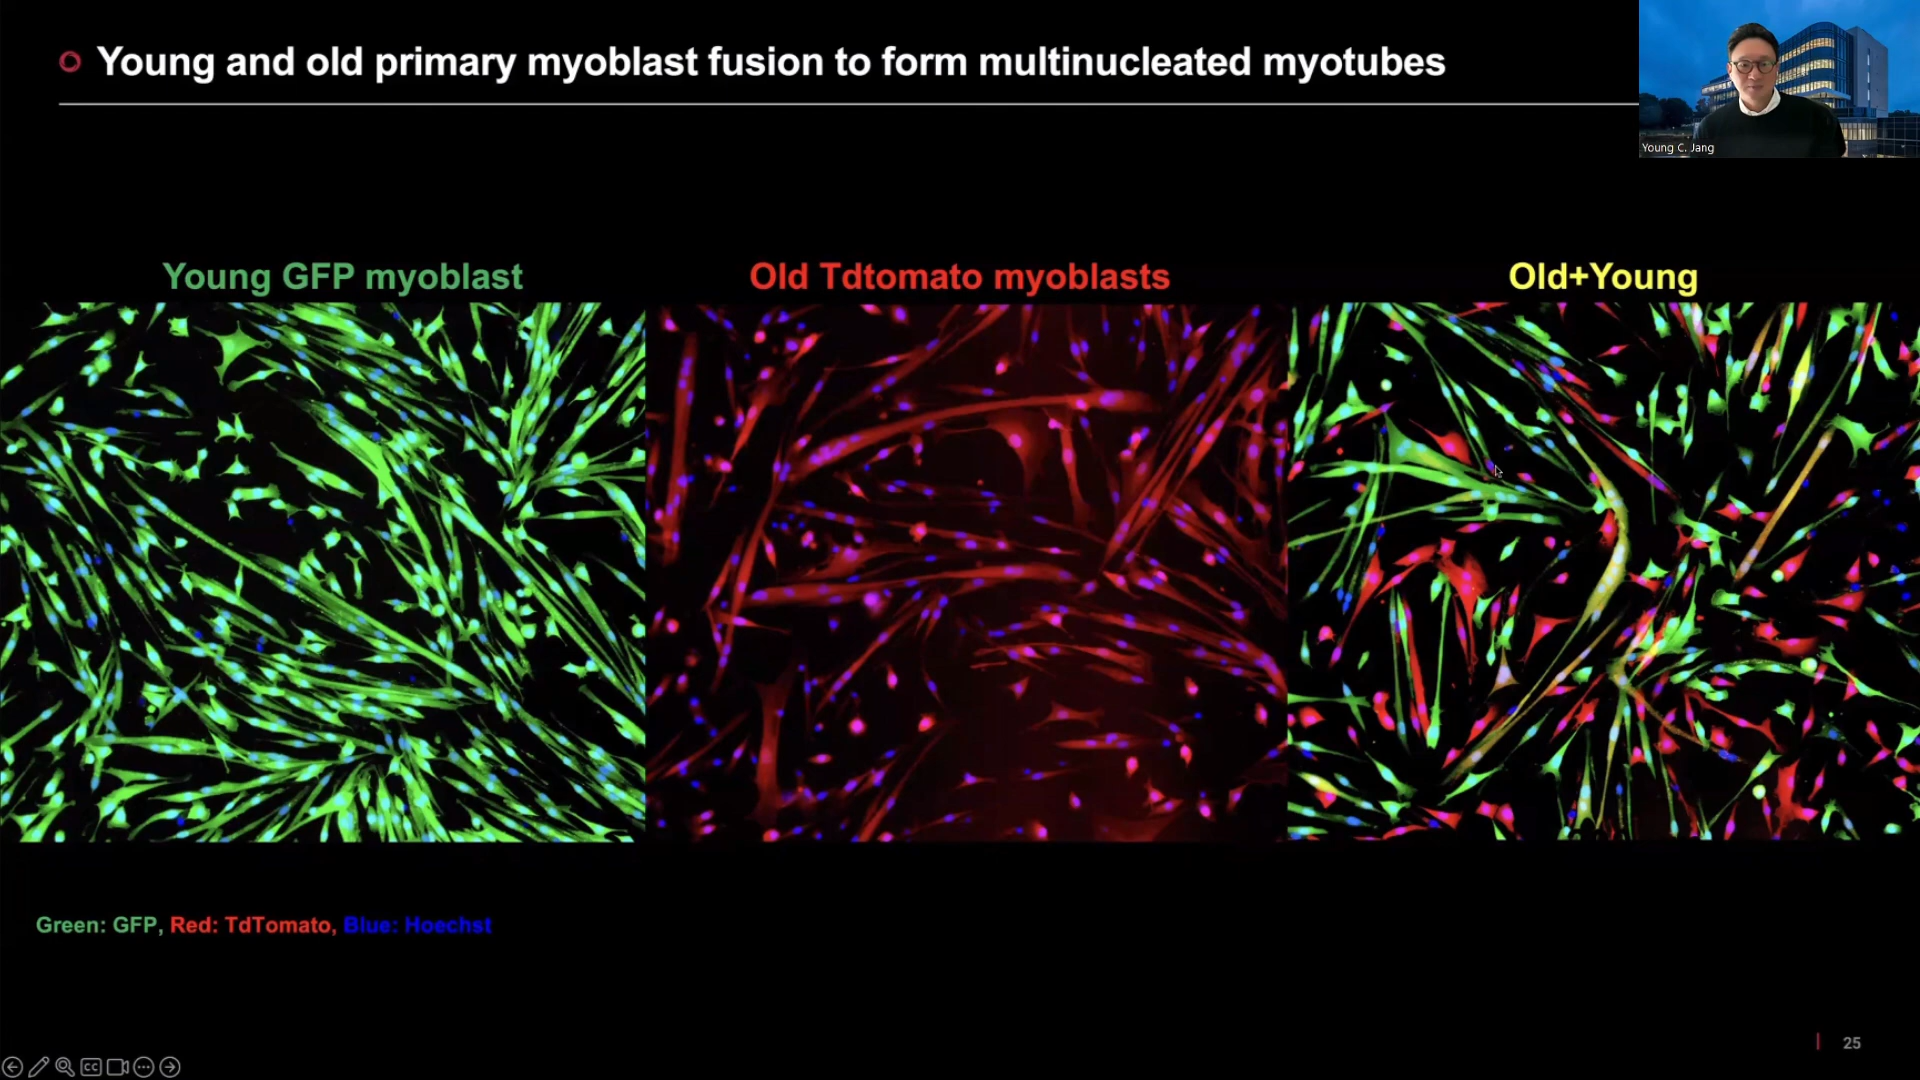 Young and old primary myoblast fusion to form multinucleated myotubes
Young C. Jang
Young GFP myoblast
Old Tdtomato myoblasts
Old+Young
Green: GFP, Red: TdTomato, Blue: Hoechst
25
CC